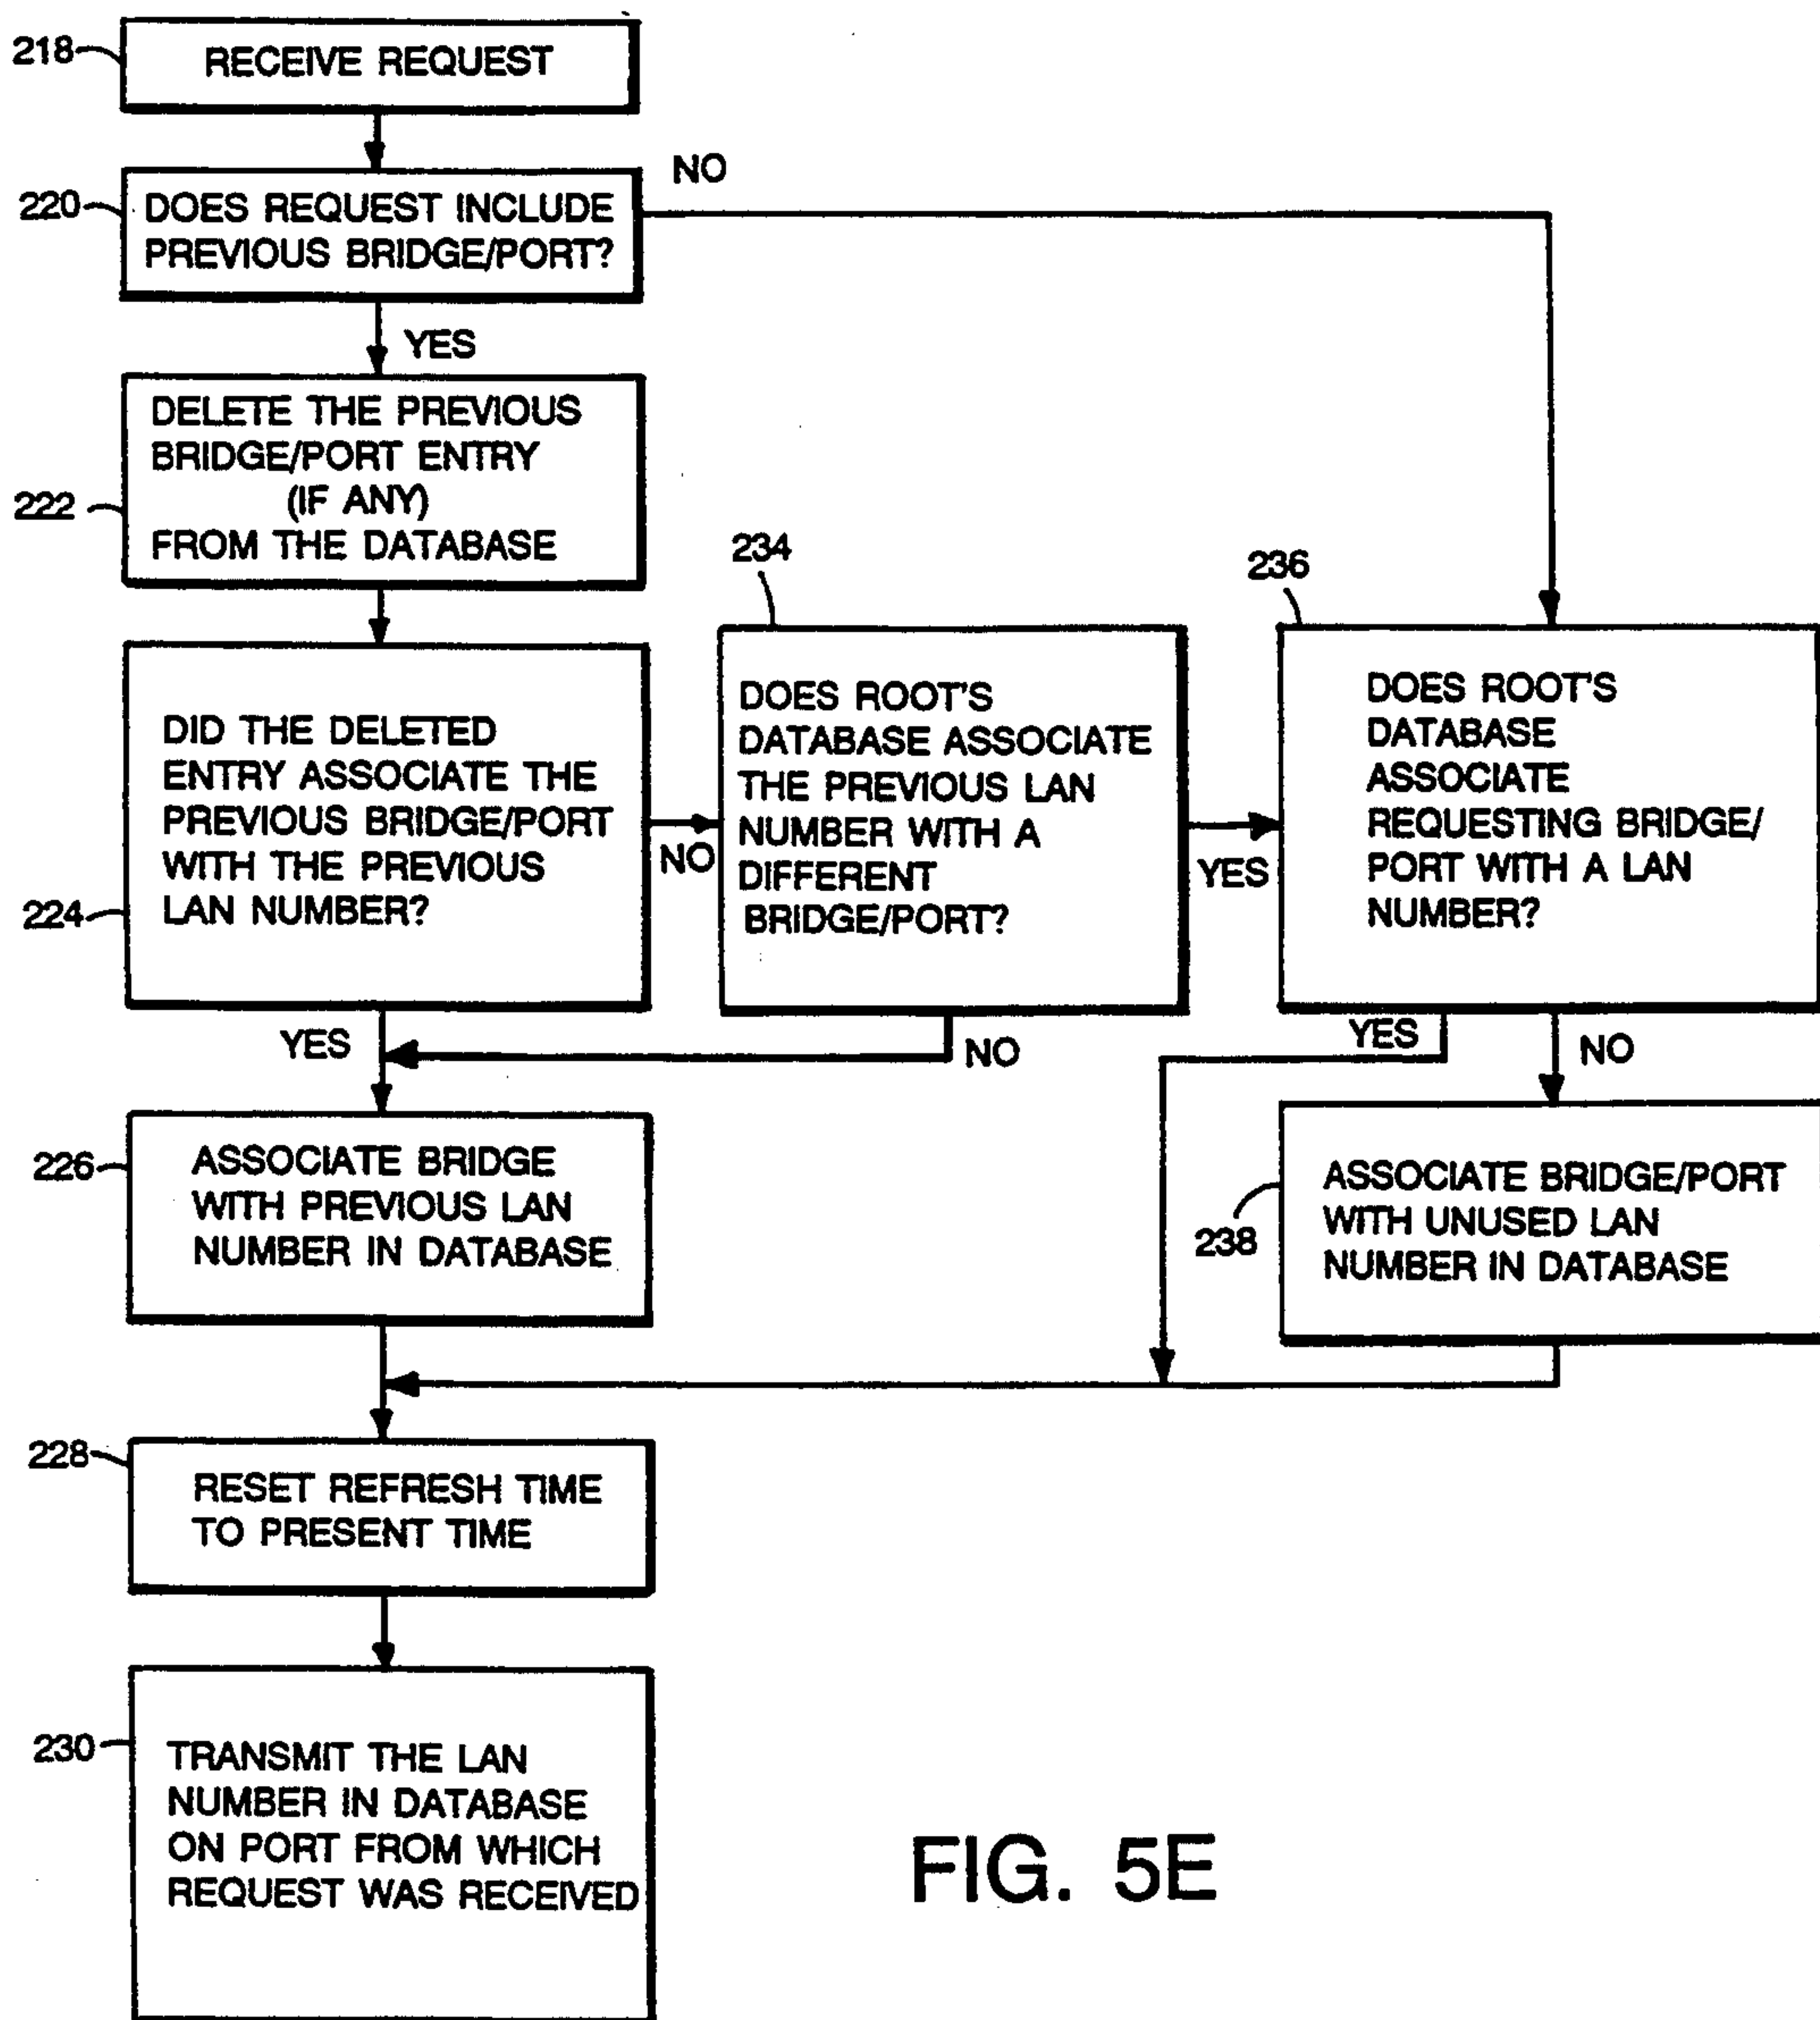 218
RECEIVE REQUEST
NO
220
DOES REQUEST INCLUDE
PREVIOUS BRIDGE/PORT?
YES
DELETE THE PREVIOUS
BRIDGE/PORT ENTRY
(IF ANY)
FROM THE DATABASE
222
234
236
DID THE DELETED
ENTRY ASSOCIATE THE
PREVIOUS BRIDGE/PORT
WITH THE PREVIOUS
LAN NUMBER?
224
NO
DOES ROOT'S
DATABASE ASSOCIATE
THE PREVIOUS LAN
NUMBER WITH A
DIFFERENT
BRIDGE/PORT?
YES
DOES ROOT'S
DATABASE
ASSOCIATE
REQUESTING BRIDGE/
PORT WITH A LAN
NUMBER?
YES
NO
YES
NO
226
ASSOCIATE BRIDGE
WITH PREVIOUS LAN
NUMBER IN DATABASE
238
ASSOCIATE BRIDGE/PORT
WITH UNUSED LAN
NUMBER IN DATABASE
228
RESET REFRESH TIME
TO PRESENT TIME
230
TRANSMIT THE LAN
NUMBER IN DATABASE
ON PORT FROM WHICH
REQUEST WAS RECEIVED
FIG. 5E